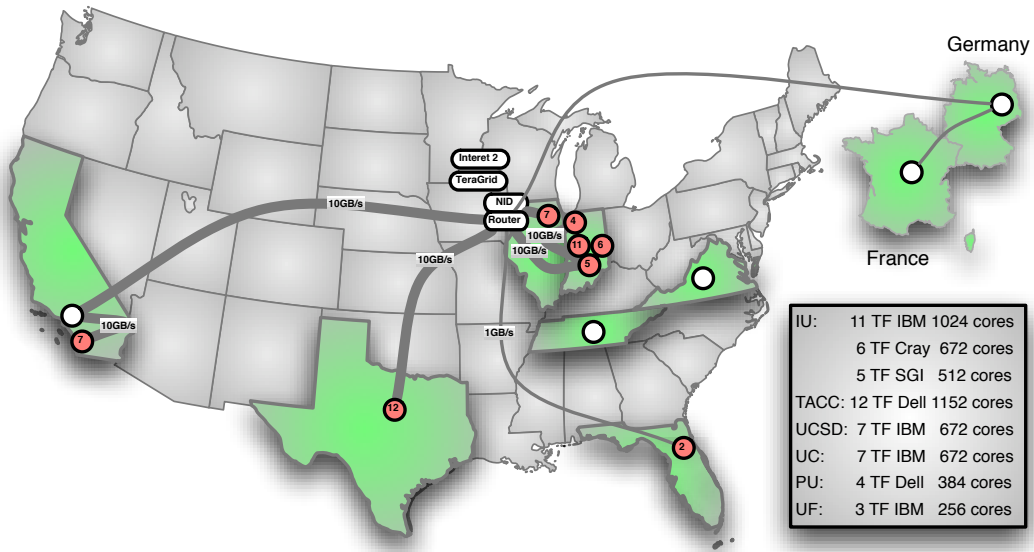 Germany
Interet 2
TeraGrid
NID
Router
7
4
10GB/s
10GB/s
11
6
10GB/s
5
10GB/s
France
7
10GB/s
1GB/s
12
2
IU: 11 TF IBM 1024 cores
6 TF Cray 672 cores
5 TF SGI 512 cores
TACC: 12 TF Dell 1152 cores
UCSD: 7 TF IBM 672 cores
UC: 7 TF IBM 672 cores
PU: 4 TF Dell 384 cores
UF: 3 TF IBM 256 cores